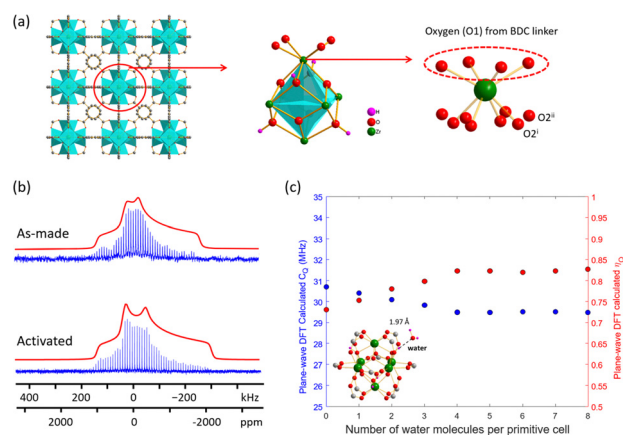 (a)
Oxygen (O1) from BDC linker
H
O
Zr
O2ii
O2i
(b)
As-made
Activated
400 200 0 -200 kHz
2000 0 -2000 ppm
(c)
Plane-wave DFT Calculated CQ (MHz)
35
34
33
32
31
30
29
28
27
26
25
1.97 Å
water
0 1 2 3 4 5 6 7 8
Number of water molecules per primitive cell
1
0.95
0.9
0.85
0.8
0.75
0.7
0.65
0.6
0.55
0.5
Plane-wave DFT calculated ηQ